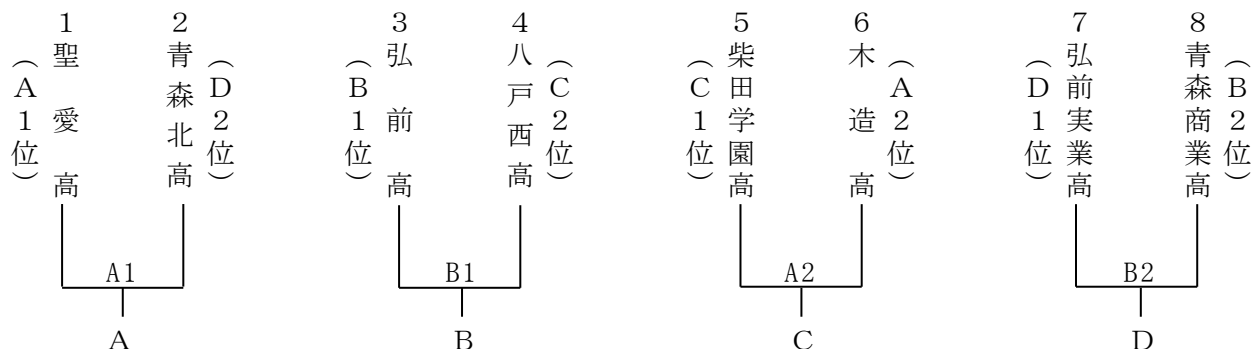 1
聖愛高
（A1位）
2
青森北高
（D2位）
3
弘前高
（B1位）
4
八戸西高
（C2位）
5
柴田学園高
（C1位）
6
木造高
（A2位）
7
弘前実業高
（D1位）
8
青森商業高
（B2位）
A1
B1
A2
B2
A
B
C
D